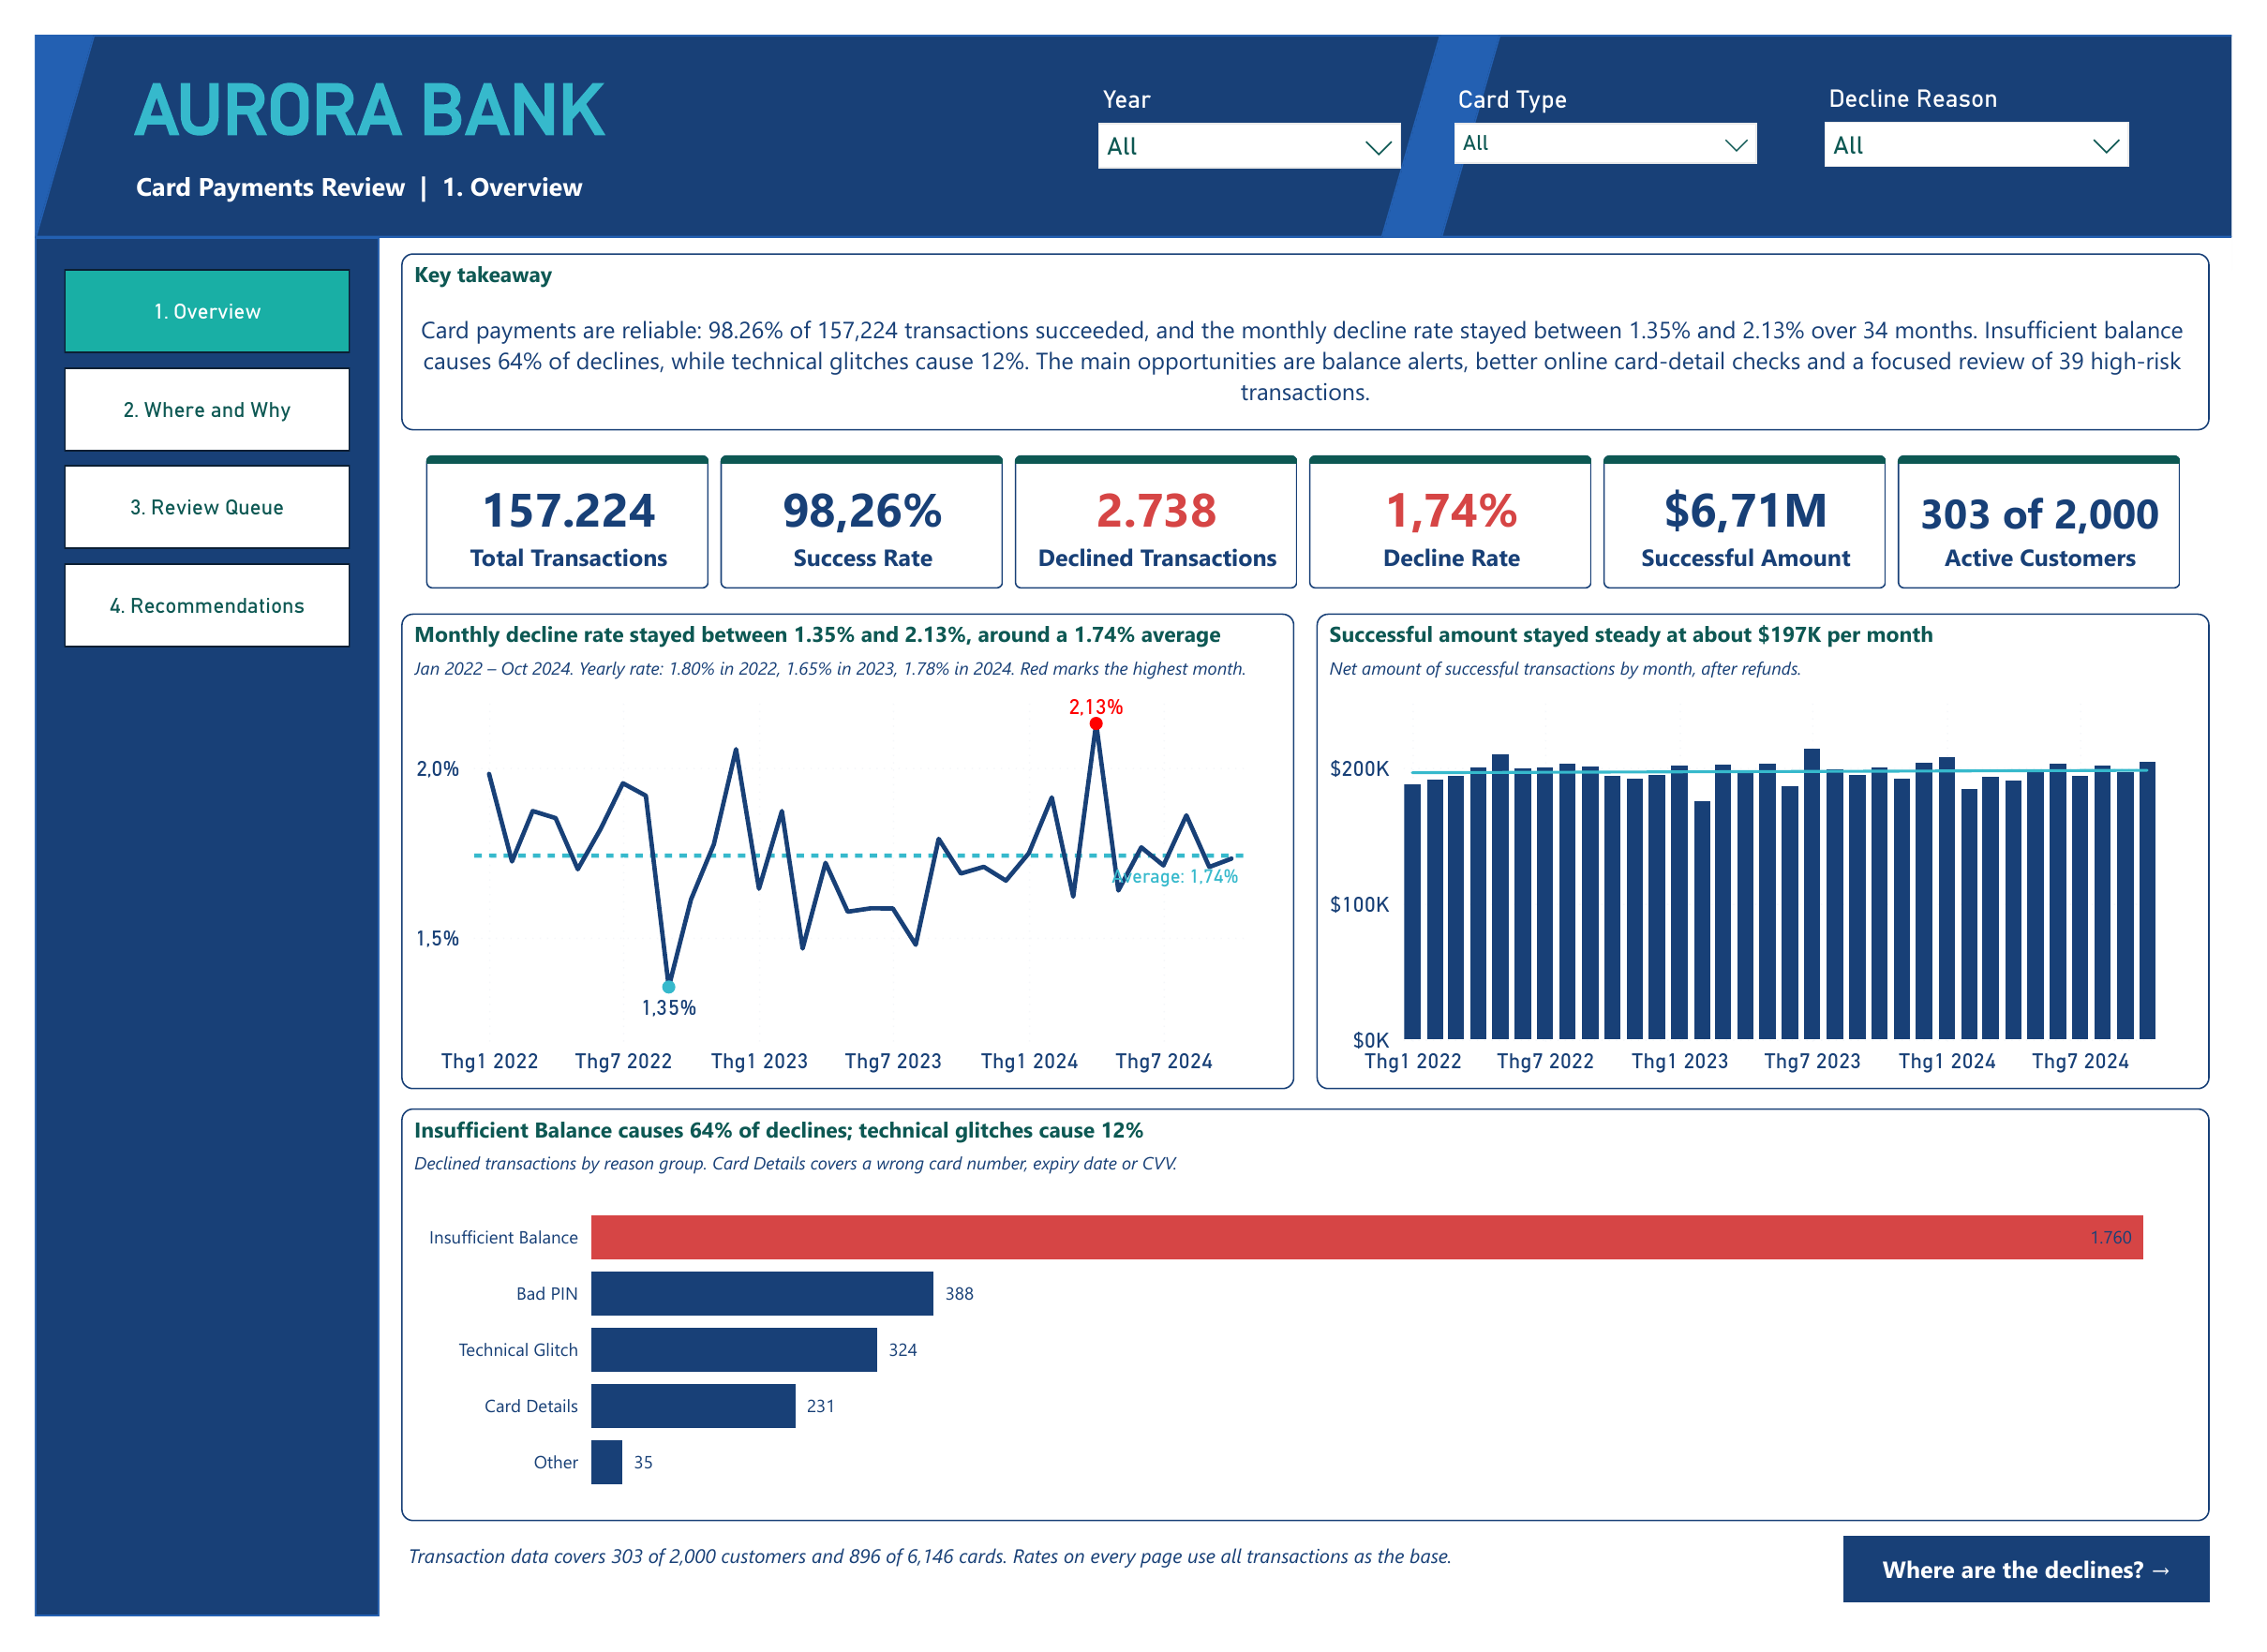 AURORA BANK
Card Payments Review | 1. Overview
Year
All
Card Type
All
Decline Reason
All
1. Overview
2. Where and Why
3. Review Queue
4. Recommendations
Key takeaway
Card payments are reliable: 98.26% of 157,224 transactions succeeded, and the monthly decline rate stayed between 1.35% and 2.13% over 34 months. Insufficient balance
causes 64% of declines, while technical glitches cause 12%. The main opportunities are balance alerts, better online card-detail checks and a focused review of 39 high-risk
transactions.
157.224
Total Transactions
98,26%
Success Rate
2.738
Declined Transactions
1,74%
Decline Rate
$6,71M
Successful Amount
303 of 2,000
Active Customers
Monthly decline rate stayed between 1.35% and 2.13%, around a 1.74% average
Jan 2022 – Oct 2024. Yearly rate: 1.80% in 2022, 1.65% in 2023, 1.78% in 2024. Red marks the highest month.
2,13%
2,0%
Average: 1,74%
1,5%
1,35%
Thg1 2022 Thg7 2022 Thg1 2023 Thg7 2023 Thg1 2024 Thg7 2024
Successful amount stayed steady at about $197K per month
Net amount of successful transactions by month, after refunds.
$200K
$100K
$0K
Thg1 2022 Thg7 2022 Thg1 2023 Thg7 2023 Thg1 2024 Thg7 2024
Insufficient Balance causes 64% of declines; technical glitches cause 12%
Declined transactions by reason group. Card Details covers a wrong card number, expiry date or CVV.
Insufficient Balance 1.760
Bad PIN 388
Technical Glitch 324
Card Details 231
Other 35
Transaction data covers 303 of 2,000 customers and 896 of 6,146 cards. Rates on every page use all transactions as the base.
Where are the declines? →